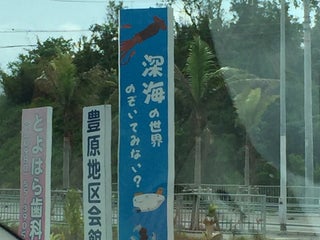 深海の世界
のぞいてみない?
豊原地区会館
とよはら歯科